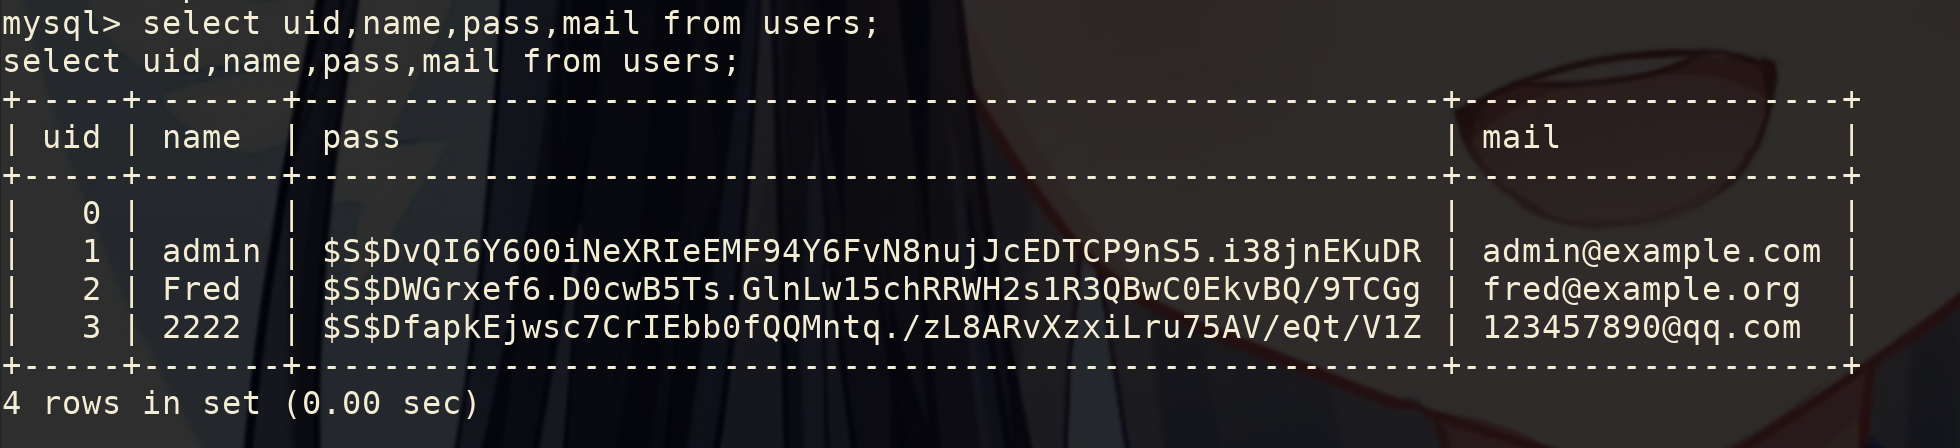 mysql> select uid,name,pass,mail from users;
select uid,name,pass,mail from users;
+-----+-------+---------------------------------------------------------+-------------------+
| uid | name  | pass                                                    | mail              |
+-----+-------+---------------------------------------------------------+-------------------+
|   0 |       |                                                         |                   |
|   1 | admin | $S$DvQI6Y600iNeXRIeEMF94Y6FvN8nujJcEDTCP9nS5.i38jnEKuDR | admin@example.com |
|   2 | Fred  | $S$DWGrxef6.D0cwB5Ts.GlnLw15chRRWH2s1R3QBwC0EkvBQ/9TCGg | fred@example.org  |
|   3 | 2222  | $S$DfapkEjwsc7CrIEbb0fQQMntq./zL8ARvXzxiLru75AV/eQt/V1Z | 123457890@qq.com  |
+-----+-------+---------------------------------------------------------+-------------------+
4 rows in set (0.00 sec)